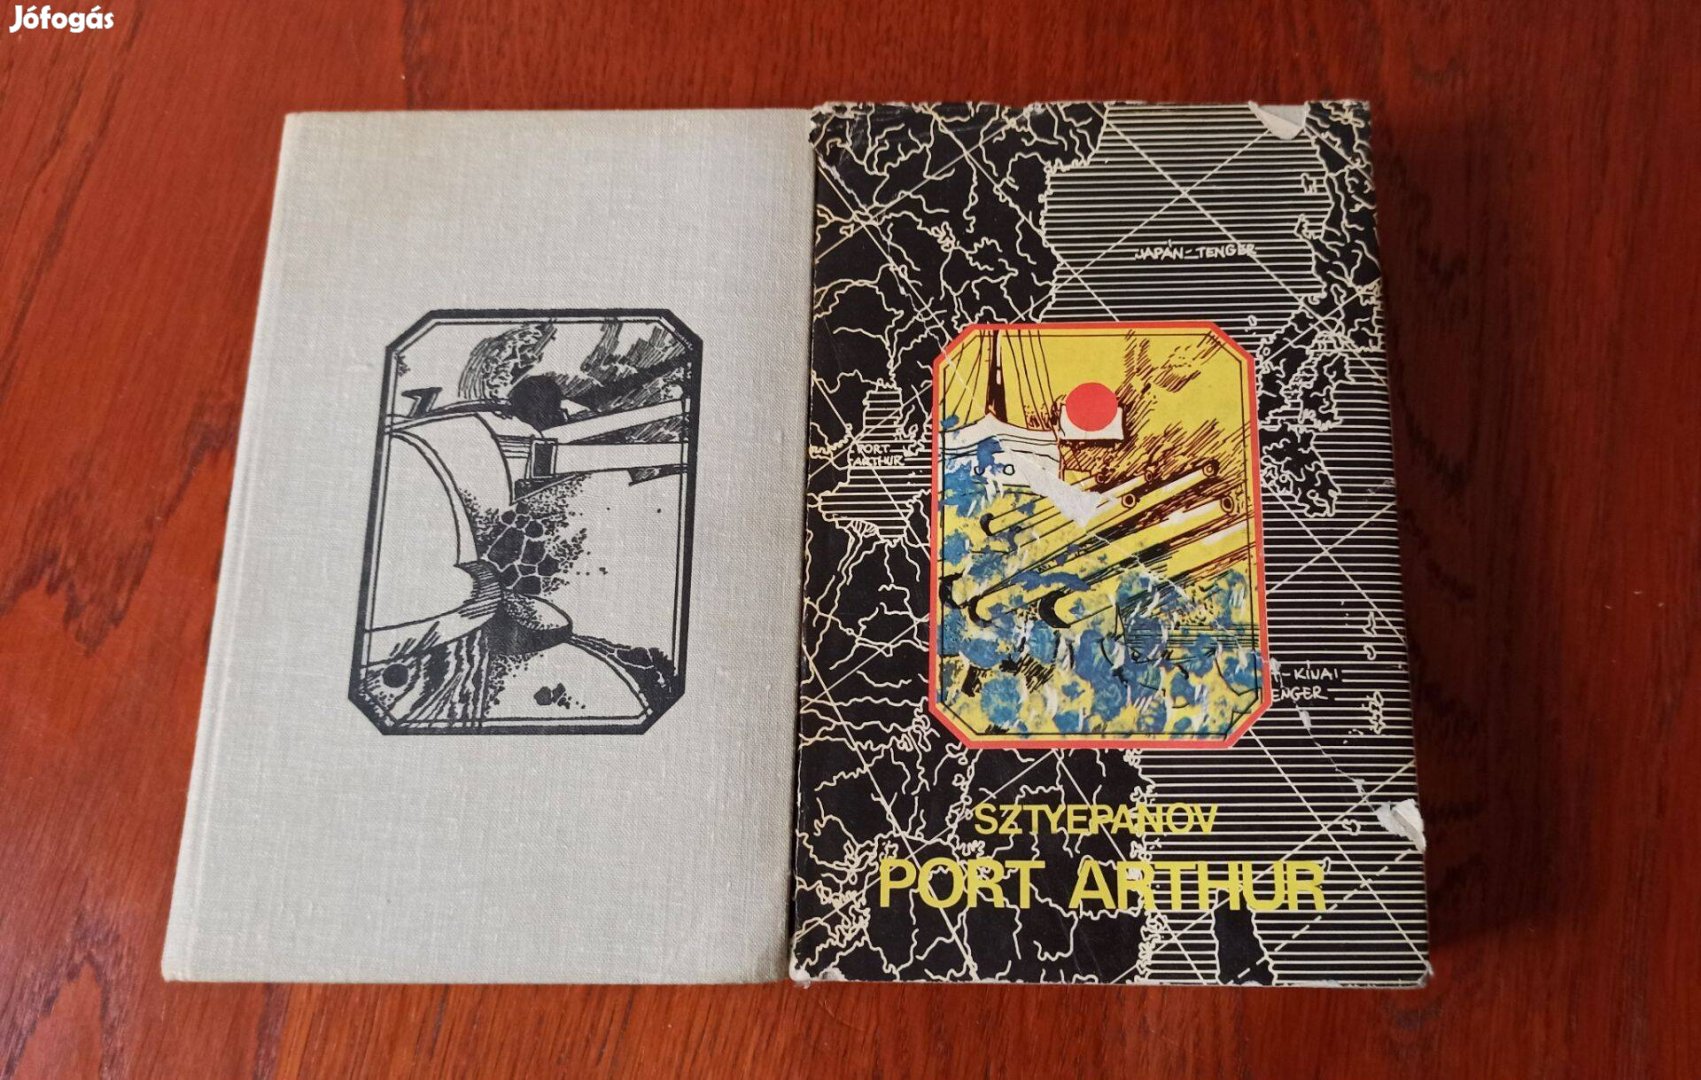 Jófogás
JAPÁN-TENGER
PORT
ARTHUR
-KÍNAI
TENGER
SZTYEPANOV
PORT ARTHUR